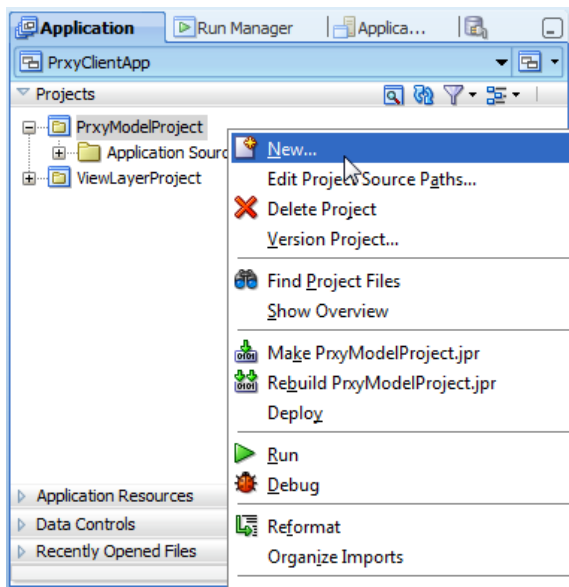 Application Run Manager Applica...
PrxyClientApp
Projects
PrxyModelProject
Application Sourc
ViewLayerProject
New...
Edit Project Source Paths...
Delete Project
Version Project...
Find Project Files
Show Overview
Make PrxyModelProject.jpr
Rebuild PrxyModelProject.jpr
Deploy
Run
Debug
Reformat
Organize Imports
Application Resources
Data Controls
Recently Opened Files